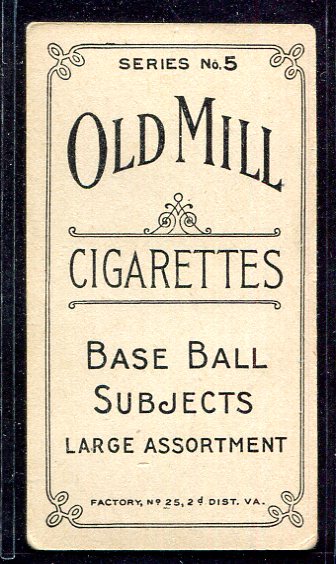 SERIES No. 5
OLD MILL
CIGARETTES
BASE BALL
SUBJECTS
LARGE ASSORTMENT
FACTORY, No 25, 2d DIST. VA.